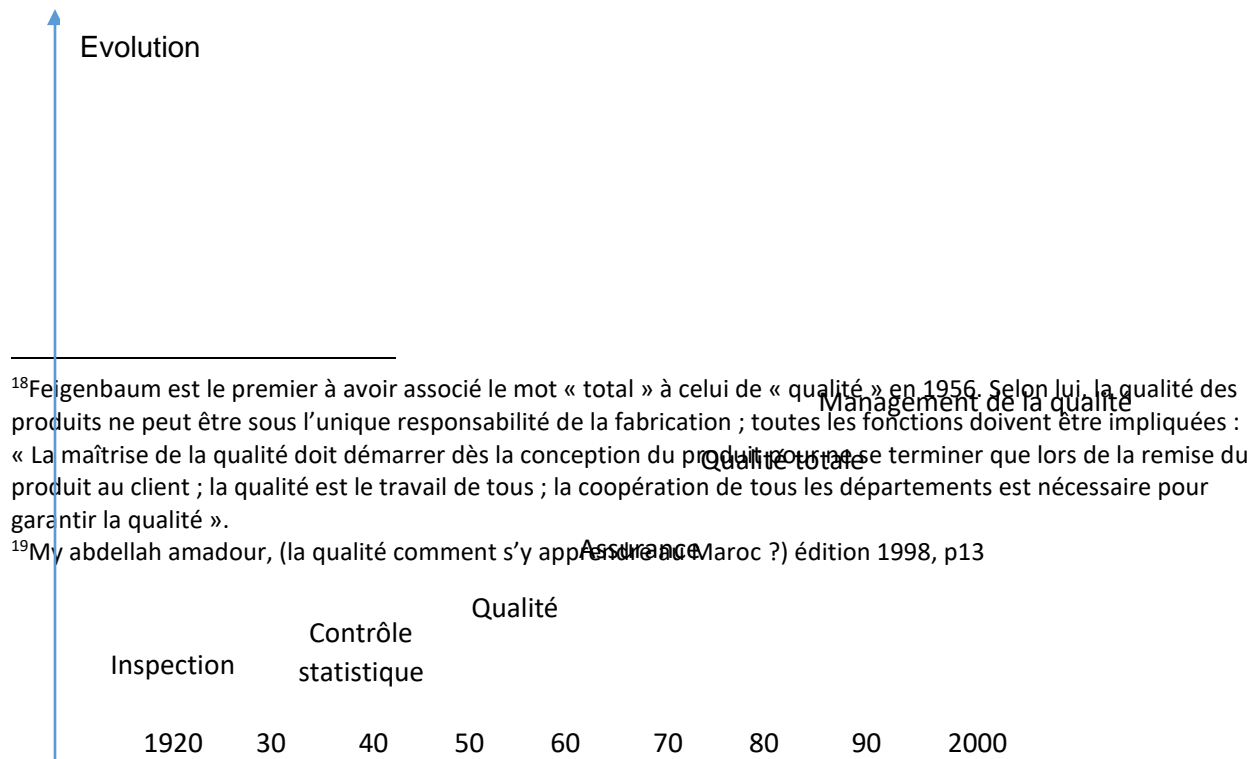 Evolution
18Feigenbaum est le premier à avoir associé le mot « total » à celui de « qualité » en 1956. Selon lui, la qualité des
Management de la qualité
produits ne peut être sous l’unique responsabilité de la fabrication ; toutes les fonctions doivent être impliquées :
« La maîtrise de la qualité doit démarrer dès la conception du produit pour ne se terminer que lors de la remise du
Qualité totale
produit au client ; la qualité est le travail de tous ; la coopération de tous les départements est nécessaire pour
garantir la qualité ».
19My abdellah amadour, (la qualité comment s’y apprendre au Maroc ?) édition 1998, p13
Assurance
Qualité
Contrôle
statistique
Inspection
1920 30 40 50 60 70 80 90 2000